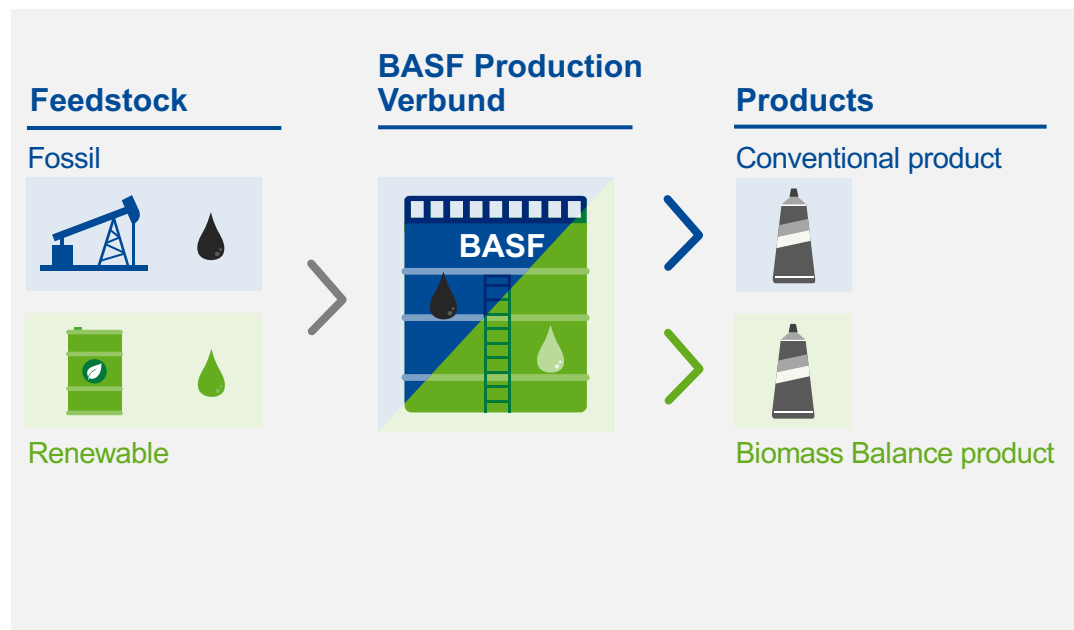 Feedstock
BASF Production
Verbund
Products
Fossil
Conventional product
BASF
Renewable
Biomass Balance product